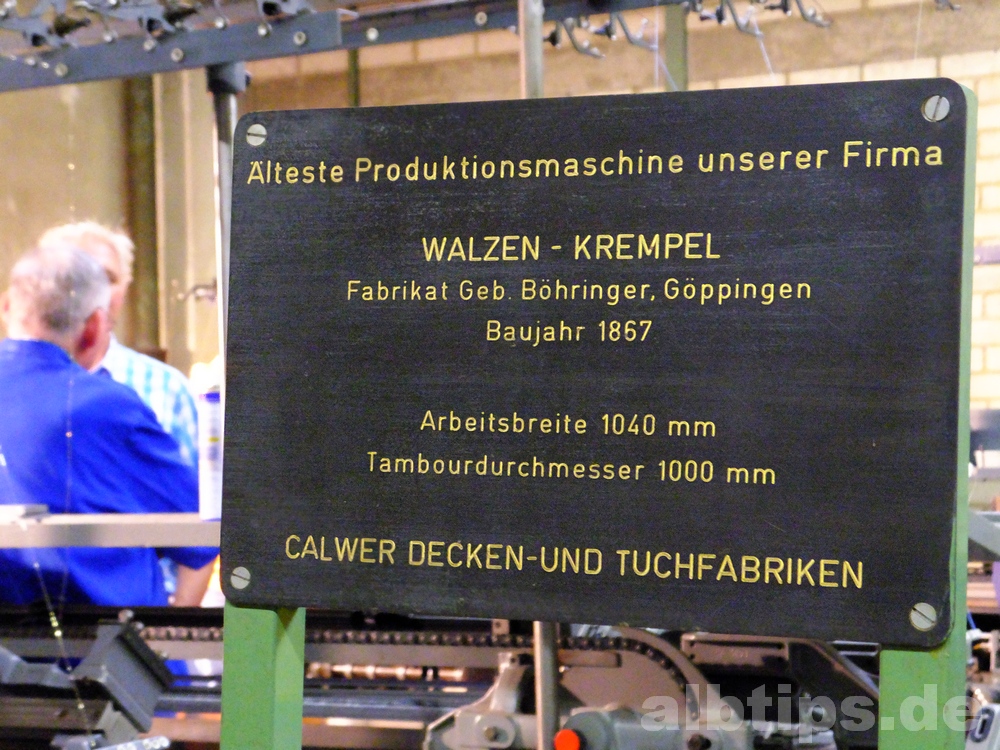 Älteste Produktionsmaschine unserer Firma
WALZEN - KREMPEL
Fabrikat Geb. Böhringer, Göppingen
Baujahr 1867
Arbeitsbreite 1040 mm
Tambourdurchmesser 1000 mm
CALWER DECKEN-UND TUCHFABRIKEN
albtips.de